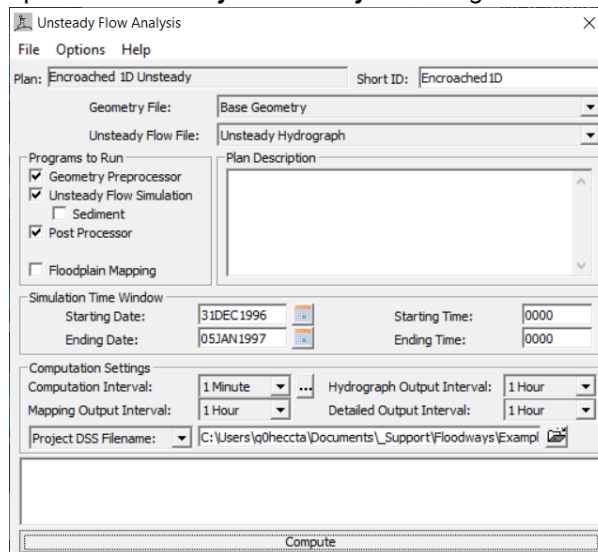 Unsteady Flow Analysis
File Options Help
Plan: Encroached 1D Unsteady Short ID: Encroached1D
Geometry File: Base Geometry
Unsteady Flow File: Unsteady Hydrograph
Programs to Run Plan Description
Geometry Preprocessor
Unsteady Flow Simulation
Sediment
Post Processor
Floodplain Mapping
Simulation Time Window
Starting Date: 31DEC1996 Starting Time: 0000
Ending Date: 05JAN1997 Ending Time: 0000
Computation Settings
Computation Interval: 1 Minute ... Hydrograph Output Interval: 1 Hour
Mapping Output Interval: 1 Hour Detailed Output Interval: 1 Hour
Project DSS Filename: C:\Users\q0heccta\Documents\_Support\Floodways\Exampl
Compute